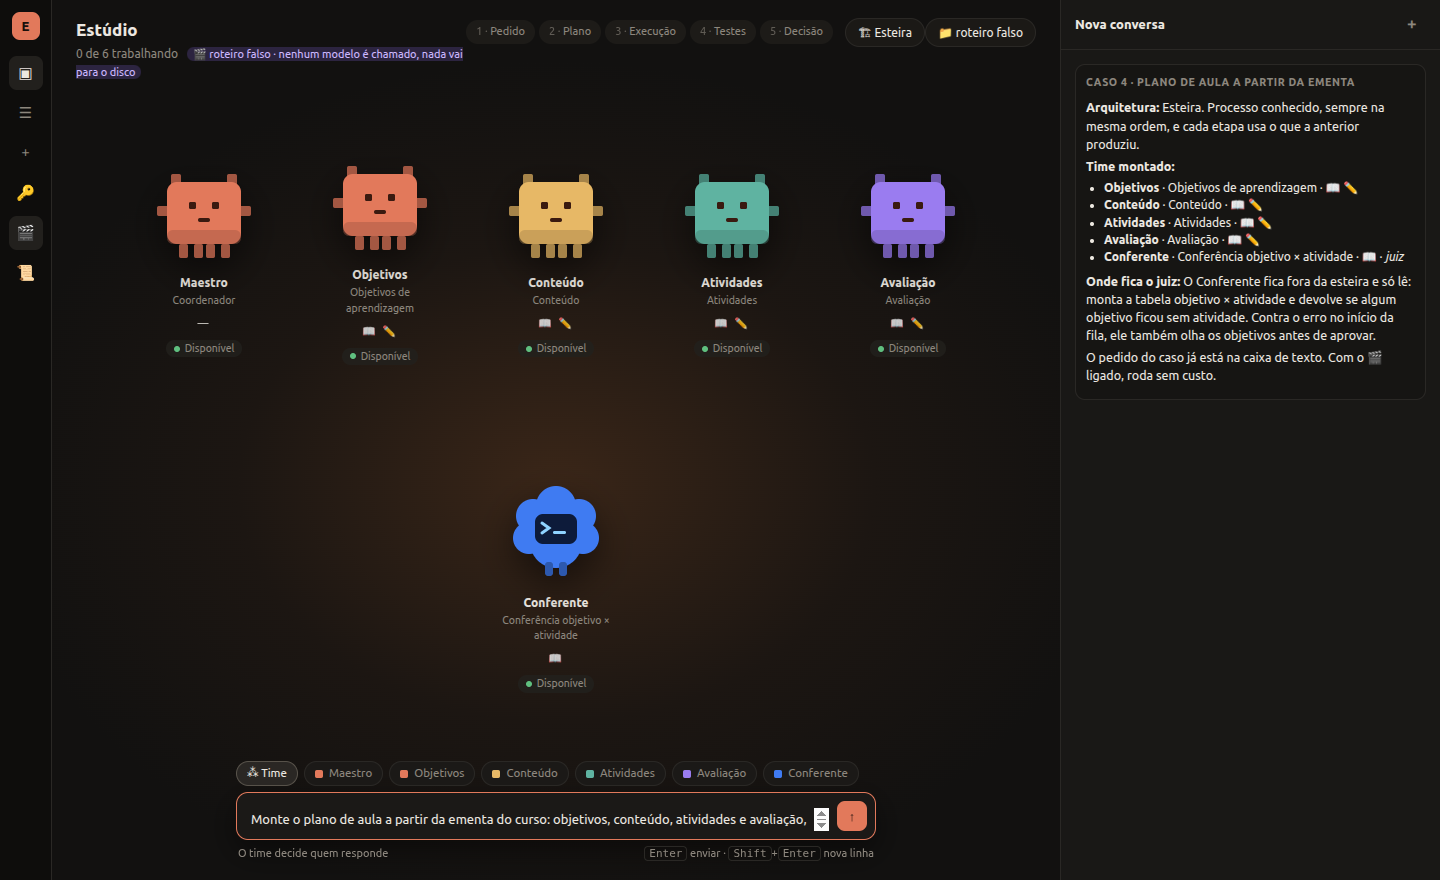 E
Estúdio
0 de 6 trabalhando 🎬 roteiro falso · nenhum modelo é chamado, nada vai
para o disco
1 · Pedido
2 · Plano
3 · Execução
4 · Testes
5 · Decisão
🏗 Esteira
📁 roteiro falso
Maestro
Coordenador
—
Disponível
Objetivos
Objetivos de
aprendizagem
Disponível
Conteúdo
Conteúdo
Disponível
Atividades
Atividades
Disponível
Avaliação
Avaliação
Disponível
Conferente
Conferência objetivo ×
atividade
Disponível
Time
Maestro
Objetivos
Conteúdo
Atividades
Avaliação
Conferente
Monte o plano de aula a partir da ementa do curso: objetivos, conteúdo, atividades e avaliação,
↑
O time decide quem responde
Enter enviar · Shift+Enter nova linha
Nova conversa
+
CASO 4 · PLANO DE AULA A PARTIR DA EMENTA
Arquitetura: Esteira. Processo conhecido, sempre na
mesma ordem, e cada etapa usa o que a anterior
produziu.
Time montado:
• Objetivos · Objetivos de aprendizagem · 📖 ✏️
• Conteúdo · Conteúdo · 📖 ✏️
• Atividades · Atividades · 📖 ✏️
• Avaliação · Avaliação · 📖 ✏️
• Conferente · Conferência objetivo × atividade · 📖 · juiz
Onde fica o juiz: O Conferente fica fora da esteira e só lê:
monta a tabela objetivo × atividade e devolve se algum
objetivo ficou sem atividade. Contra o erro no início da
fila, ele também olha os objetivos antes de aprovar.
O pedido do caso já está na caixa de texto. Com o 🎬
ligado, roda sem custo.